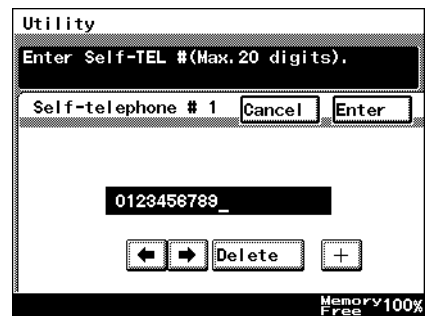 Utility
Enter Self-TEL #(Max.20 digits).
Self-telephone # 1 Cancel Enter
0123456789_
← → Delete +
Memory Free 100%